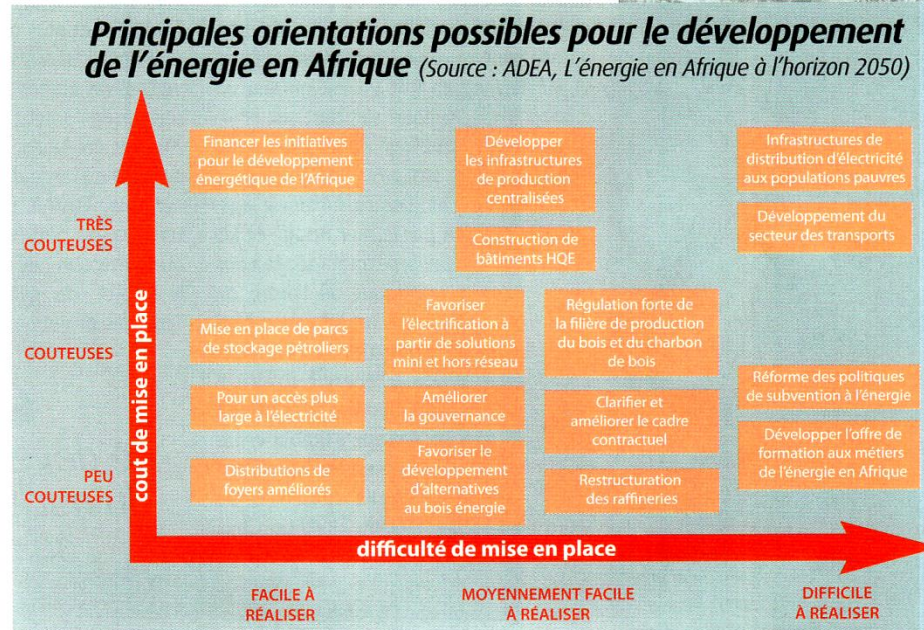 Principales orientations possibles pour le développement
de l'énergie en Afrique (Source : ADEA, L'énergie en Afrique à l'horizon 2050)
Financer les initiatives
pour le développement
énergétique de l'Afrique
Développer
les infrastructures
de production
centralisées
Infrastructures de
distribution d'électricité
aux populations pauvres
TRÈS
COUTEUSES
Construction de
bâtiments HQE
Développement du
secteur des transports
cout de mise en place
COUTEUSES
Mise en place de parcs
de stockage pétroliers
Favoriser
l'électrification à
partir de solutions
mini et hors réseau
Régulation forte de
la filière de production
du bois et du charbon
de bois
Pour un accès plus
large à l'électricité
Améliorer
la gouvernance
Clarifier et
améliorer le cadre
contractuel
Réforme des politiques
de subvention à l'énergie
PEU
COUTEUSES
Distributions de
foyers améliorés
Favoriser le
développement
d'alternatives
au bois énergie
Restructuration
des raffineries
Développer l'offre de
formation aux métiers
de l'énergie en Afrique
difficulté de mise en place
FACILE À
RÉALISER
MOYENNEMENT FACILE
À RÉALISER
DIFFICILE
À RÉALISER